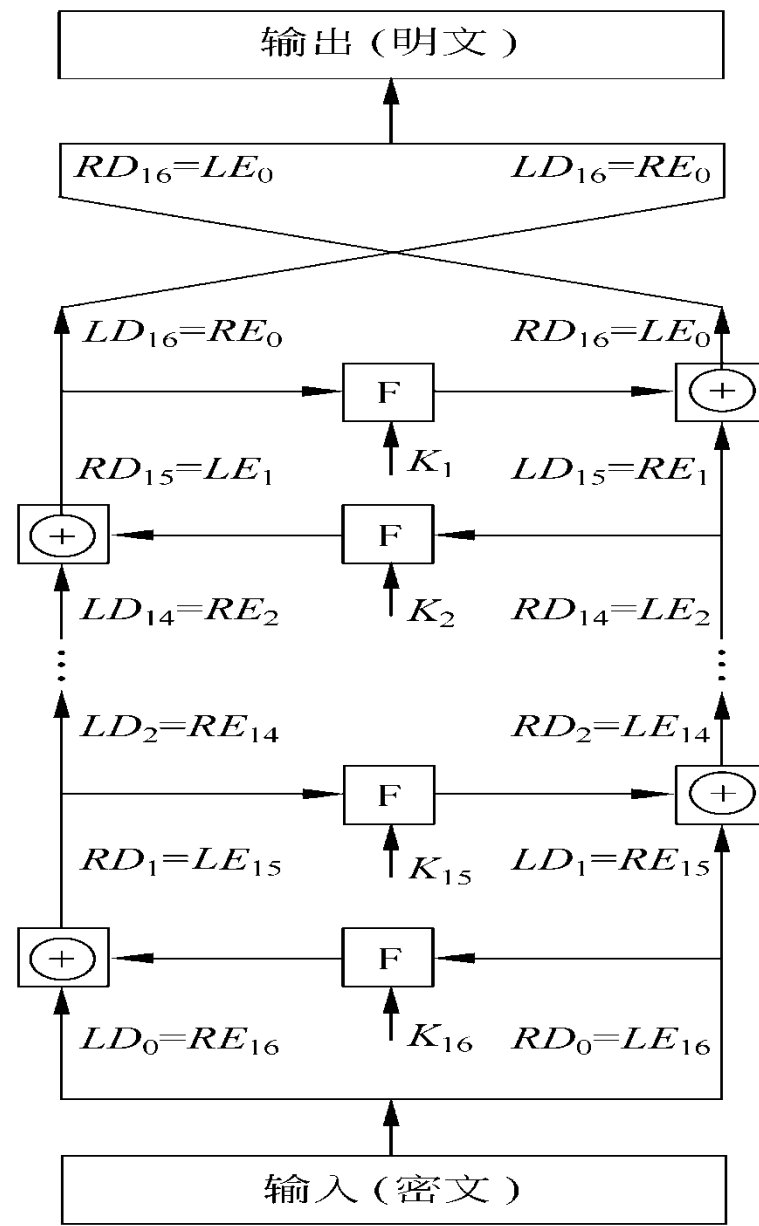 输出(明文)
RD₁₆=LE₀ LD₁₆=RE₀
LD₁₆=RE₀ RD₁₆=LE₀
F +
RD₁₅=LE₁ K₁ LD₁₅=RE₁
+ F
LD₁₄=RE₂ K₂ RD₁₄=LE₂
⋮ ⋮
LD₂=RE₁₄ RD₂=LE₁₄
F +
RD₁=LE₁₅ K₁₅ LD₁=RE₁₅
+ F
LD₀=RE₁₆ K₁₆ RD₀=LE₁₆
输入(密文)